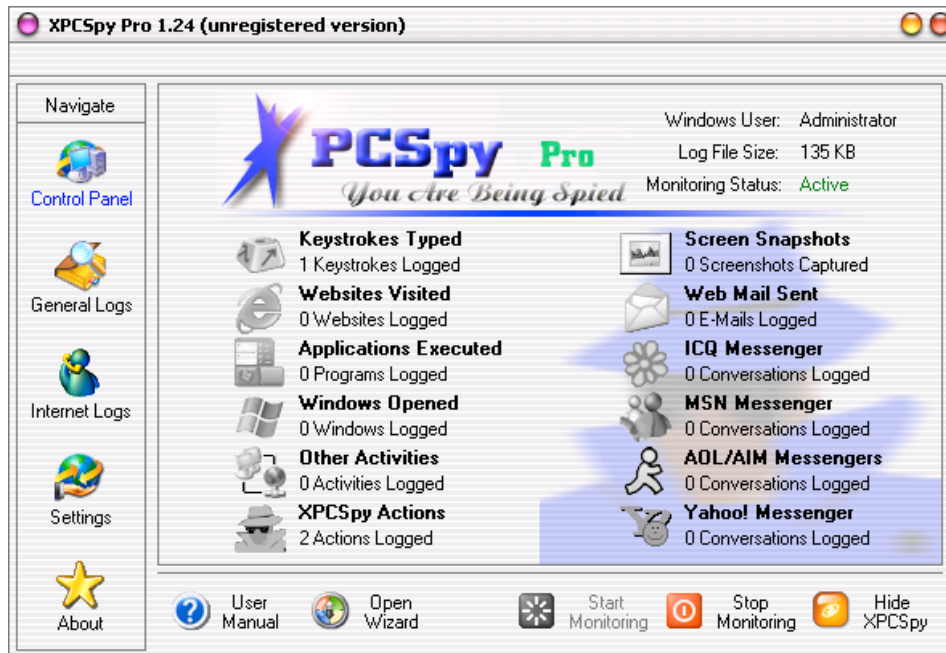 XPCSpy Pro 1.24 (unregistered version)
Navigate
Control Panel
General Logs
Internet Logs
Settings
About
PCSpy Pro
You Are Being Spied
Windows User: Administrator
Log File Size: 135 KB
Monitoring Status: Active
Keystrokes Typed
1 Keystrokes Logged
Websites Visited
0 Websites Logged
Applications Executed
0 Programs Logged
Windows Opened
0 Windows Logged
Other Activities
0 Activities Logged
XPCSpy Actions
2 Actions Logged
Screen Snapshots
0 Screenshots Captured
Web Mail Sent
0 E-Mails Logged
ICQ Messenger
0 Conversations Logged
MSN Messenger
0 Conversations Logged
AOL/AIM Messengers
0 Conversations Logged
Yahoo! Messenger
0 Conversations Logged
User
Manual
Open
Wizard
Start
Monitoring
Stop
Monitoring
Hide
XPCSpy